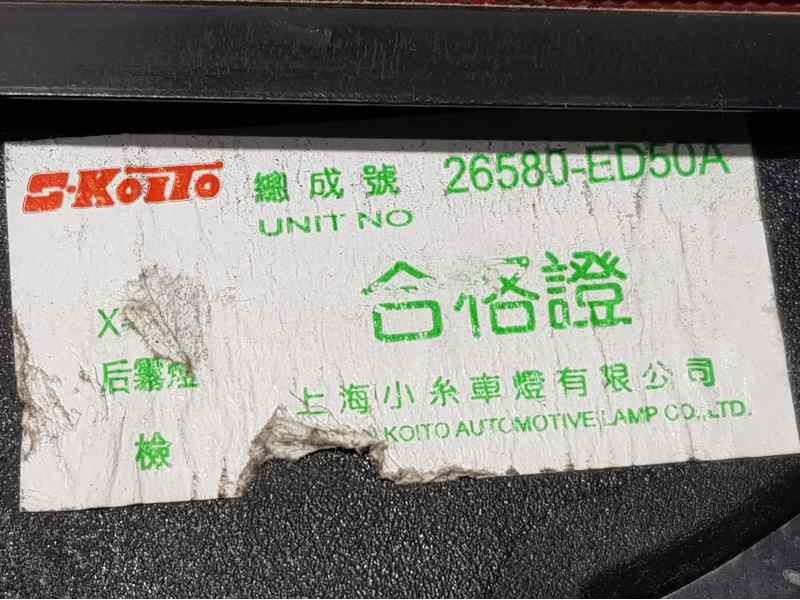 S-KOITO
總成號 26580-ED50A
UNIT NO
合格證
X
后霧燈
上海小糸車燈有限公司
KOITO AUTOMOTIVE LAMP CO.,LTD.
檢